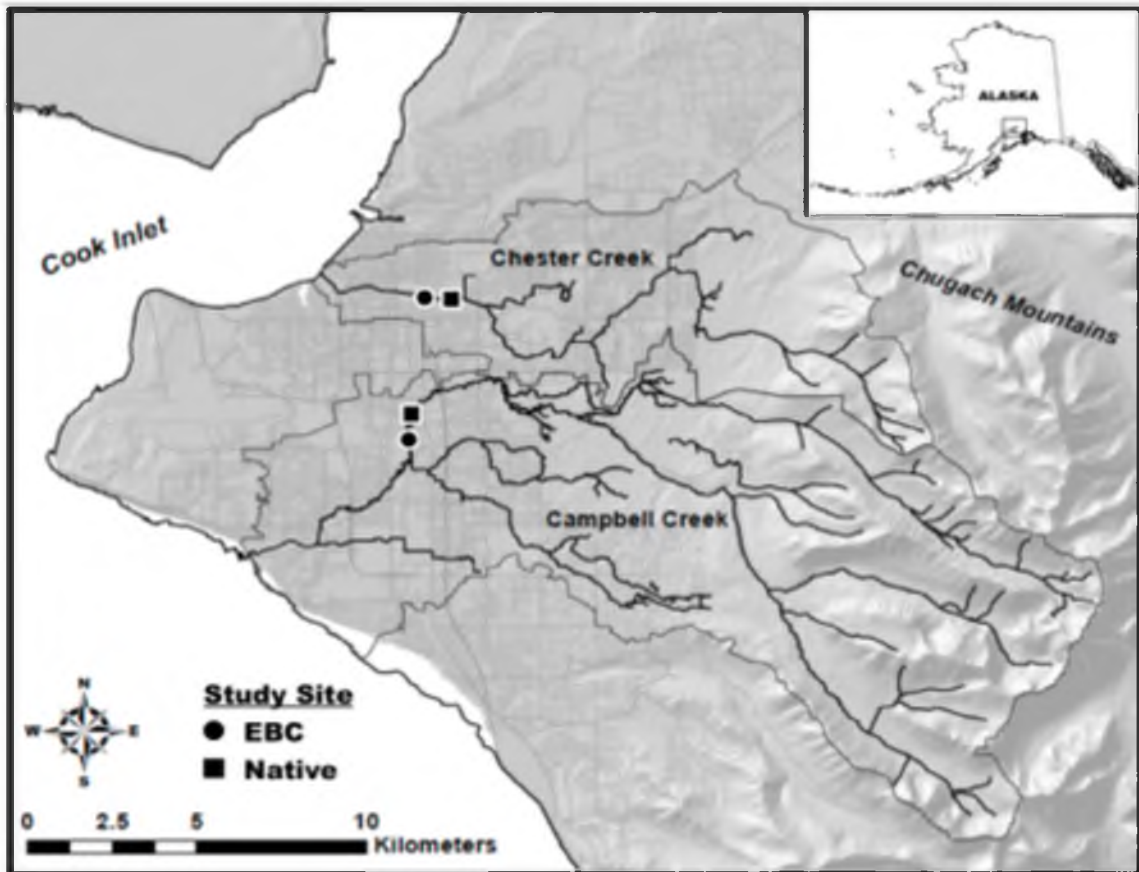 ALASKA
Cook Inlet
Chester Creek
Chugach Mountains
Campbell Creek
N
W
E
S
Study Site
EBC
Native
0 2.5 5 10
Kilometers